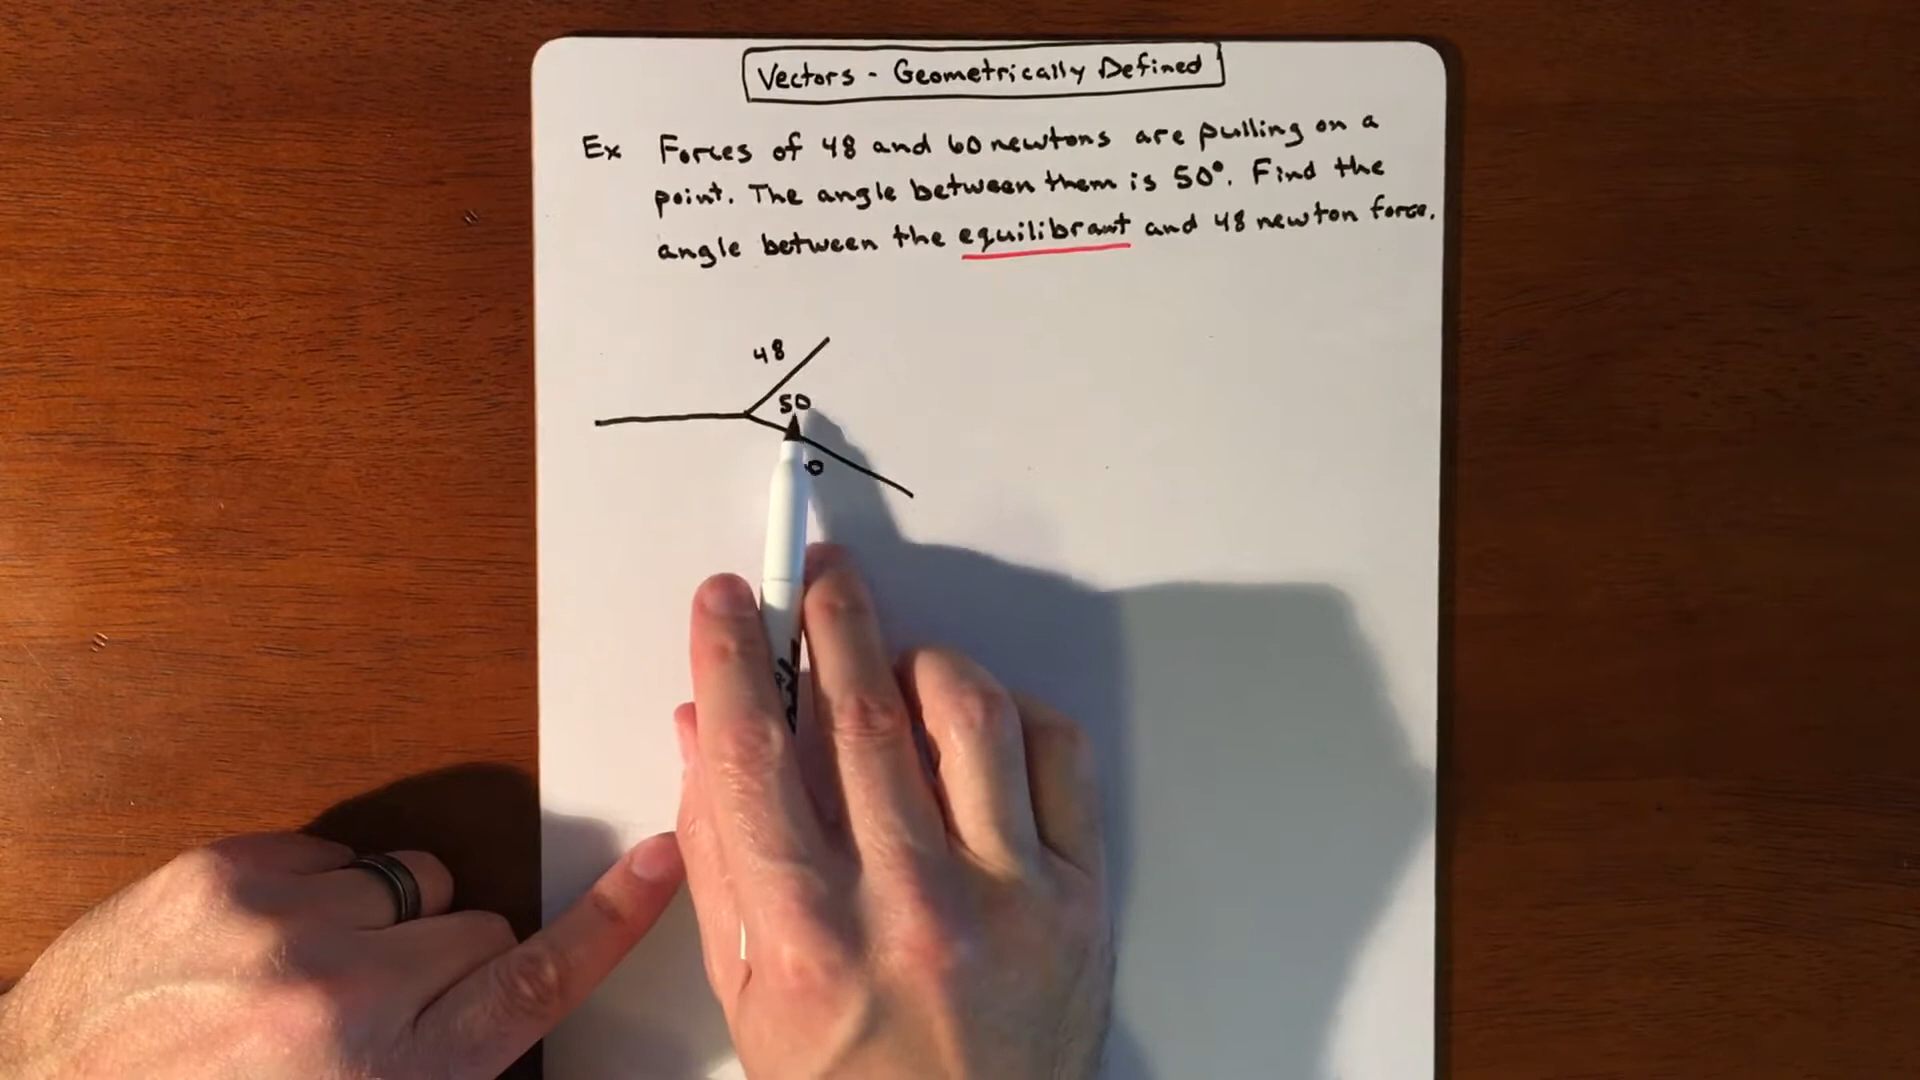 Vectors - Geometrically Defined
Ex Forces of 48 and 60 newtons are pulling on a
point. The angle between them is 50°. Find the
angle between the equilibrant and 48 newton force.
48
50
0